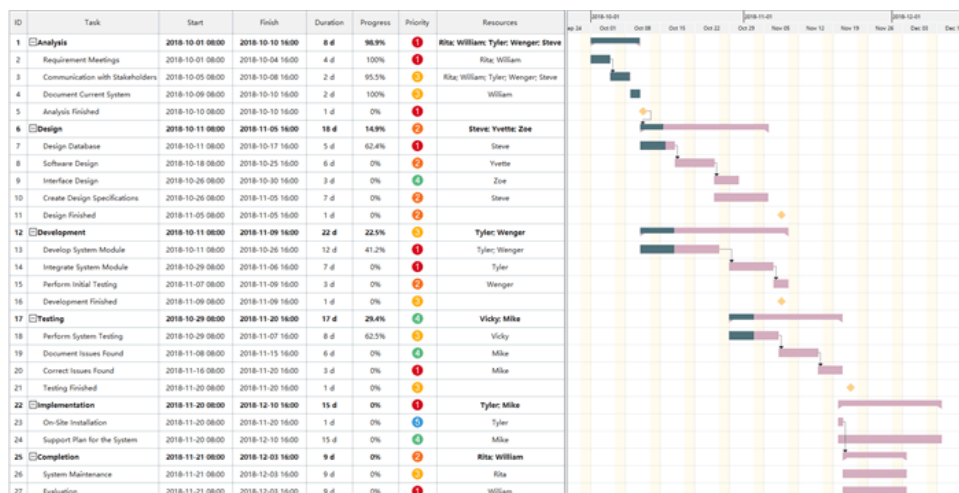 2018-10-01 2018-11-01 2018-12-01
ID Task Start Finish Duration Progress Priority Resources ep 24 Oct 01 Oct 08 Oct 15 Oct 22 Oct 29 Nov 05 Nov 12 Nov 19 Nov 26 Dec 03 Dec 1
1 Analysis 2018-10-01 08:00 2018-10-10 16:00 8 d 98.9% 1 Rita; William; Tyler; Wenger; Steve
2 Requirement Meetings 2018-10-01 08:00 2018-10-04 16:00 4 d 100% 1 Rita; William
3 Communication with Stakeholders 2018-10-05 08:00 2018-10-08 16:00 2 d 95.5% 3 Rita; William; Tyler; Wenger; Steve
4 Document Current System 2018-10-09 08:00 2018-10-10 16:00 2 d 100% 3 William
5 Analysis Finished 2018-10-10 08:00 2018-10-10 16:00 1 d 0% 1
6 Design 2018-10-11 08:00 2018-11-05 16:00 18 d 14.9% 2 Steve; Yvette; Zoe
7 Design Database 2018-10-11 08:00 2018-10-17 16:00 5 d 62.4% 1 Steve
8 Software Design 2018-10-18 08:00 2018-10-25 16:00 6 d 0% 2 Yvette
9 Interface Design 2018-10-26 08:00 2018-10-30 16:00 3 d 0% 4 Zoe
10 Create Design Specifications 2018-10-26 08:00 2018-11-05 16:00 7 d 0% 2 Steve
11 Design Finished 2018-11-05 08:00 2018-11-05 16:00 1 d 0% 2
12 Development 2018-10-11 08:00 2018-11-09 16:00 22 d 22.5% 3 Tyler; Wenger
13 Develop System Module 2018-10-11 08:00 2018-10-26 16:00 12 d 41.2% 1 Tyler; Wenger
14 Integrate System Module 2018-10-29 08:00 2018-11-06 16:00 7 d 0% 1 Tyler
15 Perform Initial Testing 2018-11-07 08:00 2018-11-09 16:00 3 d 0% 2 Wenger
16 Development Finished 2018-11-09 08:00 2018-11-09 16:00 1 d 0% 3
17 Testing 2018-10-29 08:00 2018-11-20 16:00 17 d 29.4% 4 Vicky; Mike
18 Perform System Testing 2018-10-29 08:00 2018-11-07 16:00 8 d 62.5% 3 Vicky
19 Document Issues Found 2018-11-08 08:00 2018-11-15 16:00 6 d 0% 4 Mike
20 Correct Issues Found 2018-11-16 08:00 2018-11-20 16:00 3 d 0% 1 Mike
21 Testing Finished 2018-11-20 08:00 2018-11-20 16:00 1 d 0% 3
22 Implementation 2018-11-20 08:00 2018-12-10 16:00 15 d 0% 1 Tyler; Mike
23 On-Site Installation 2018-11-20 08:00 2018-11-20 16:00 1 d 0% 5 Tyler
24 Support Plan for the System 2018-11-20 08:00 2018-12-10 16:00 15 d 0% 4 Mike
25 Completion 2018-11-21 08:00 2018-12-03 16:00 9 d 0% 2 Rita; William
26 System Maintenance 2018-11-21 08:00 2018-12-03 16:00 9 d 0% 3 Rita
27 Evaluation 2018-11-21 08:00 2018-12-03 16:00 9 d 0% 1 William